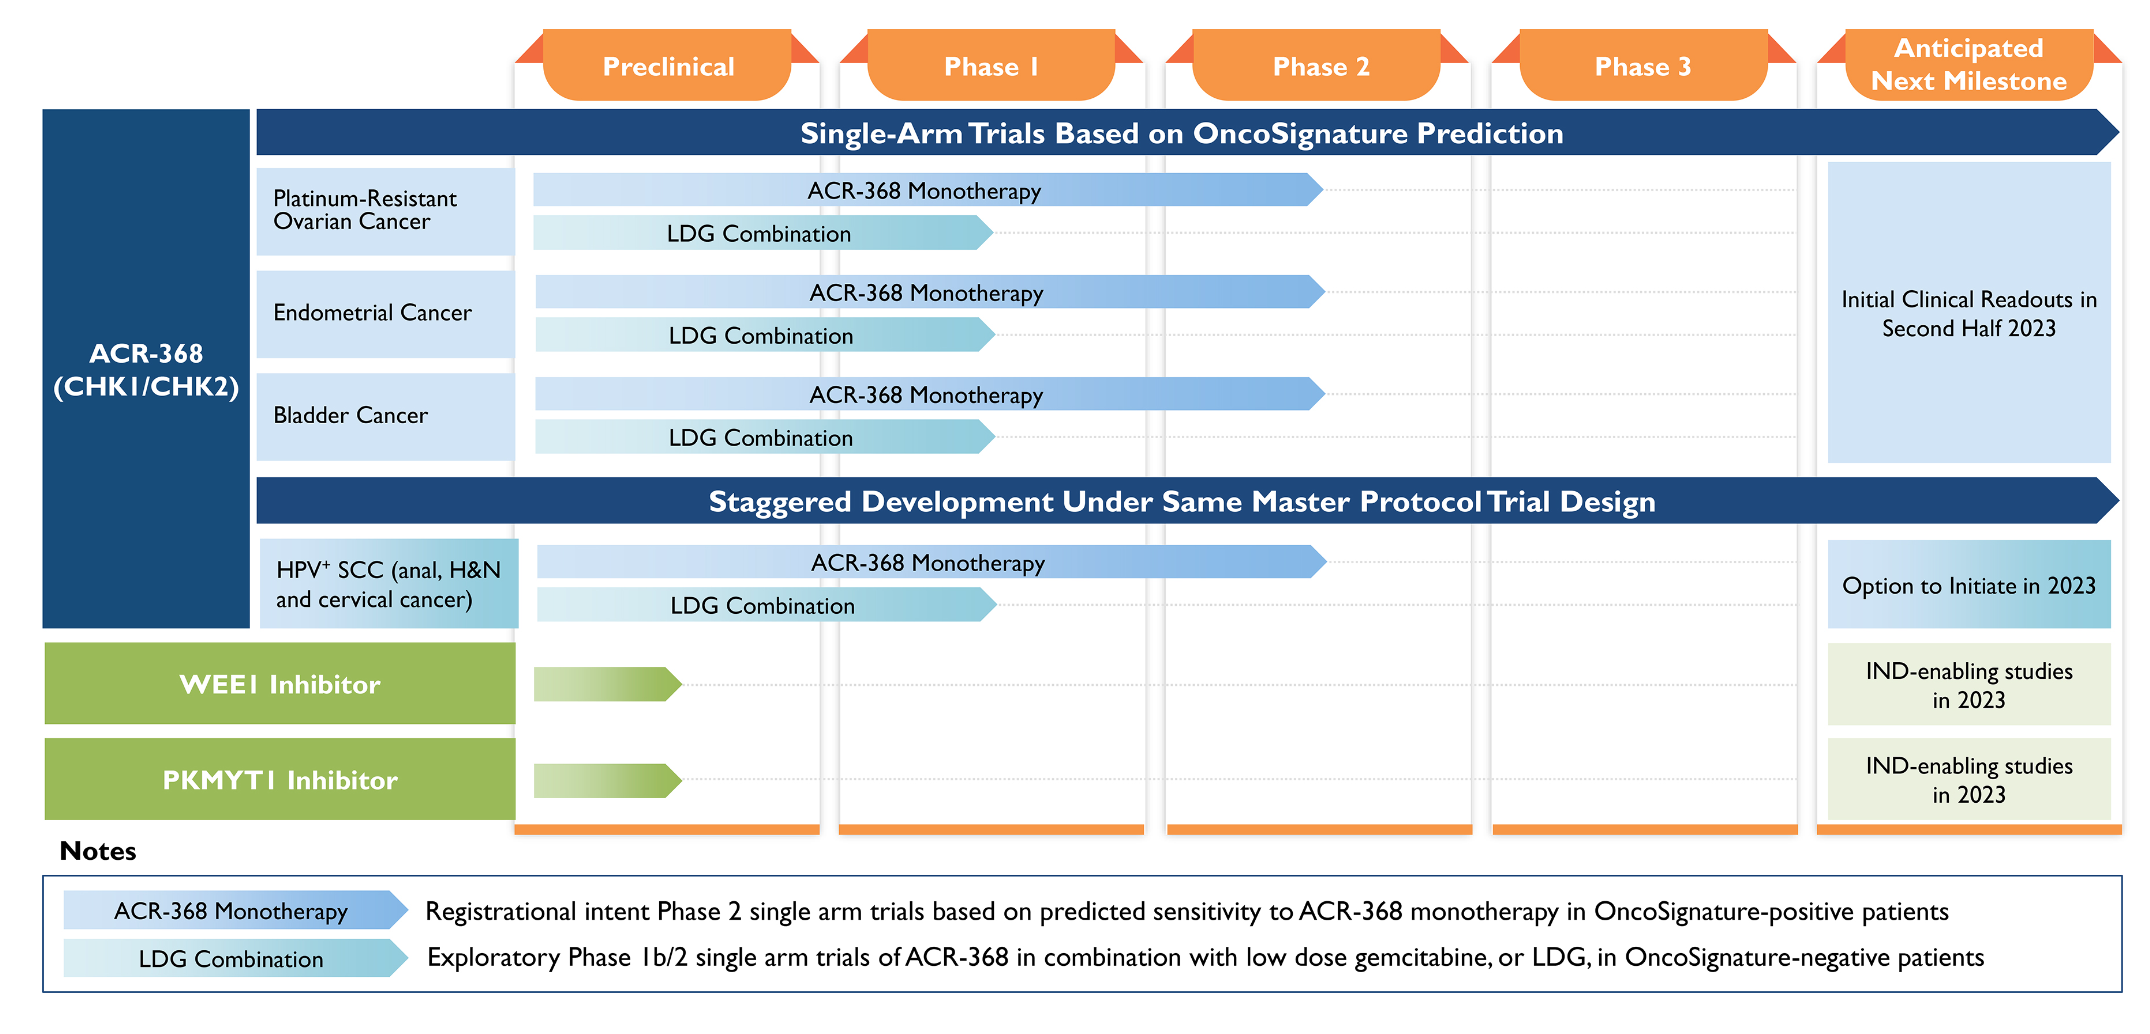 Preclinical
Phase 1
Phase 2
Phase 3
Anticipated
Next Milestone
ACR-368
(CHK1/CHK2)
Single-Arm Trials Based on OncoSignature Prediction
Platinum-Resistant
Ovarian Cancer
ACR-368 Monotherapy
LDG Combination
Endometrial Cancer
ACR-368 Monotherapy
LDG Combination
Bladder Cancer
ACR-368 Monotherapy
LDG Combination
Initial Clinical Readouts in
Second Half 2023
Staggered Development Under Same Master Protocol Trial Design
HPV⁺ SCC (anal, H&N
and cervical cancer)
ACR-368 Monotherapy
LDG Combination
Option to Initiate in 2023
WEE1 Inhibitor
IND-enabling studies
in 2023
PKMYT1 Inhibitor
IND-enabling studies
in 2023
Notes
ACR-368 Monotherapy
Registrational intent Phase 2 single arm trials based on predicted sensitivity to ACR-368 monotherapy in OncoSignature-positive patients
LDG Combination
Exploratory Phase 1b/2 single arm trials of ACR-368 in combination with low dose gemcitabine, or LDG, in OncoSignature-negative patients